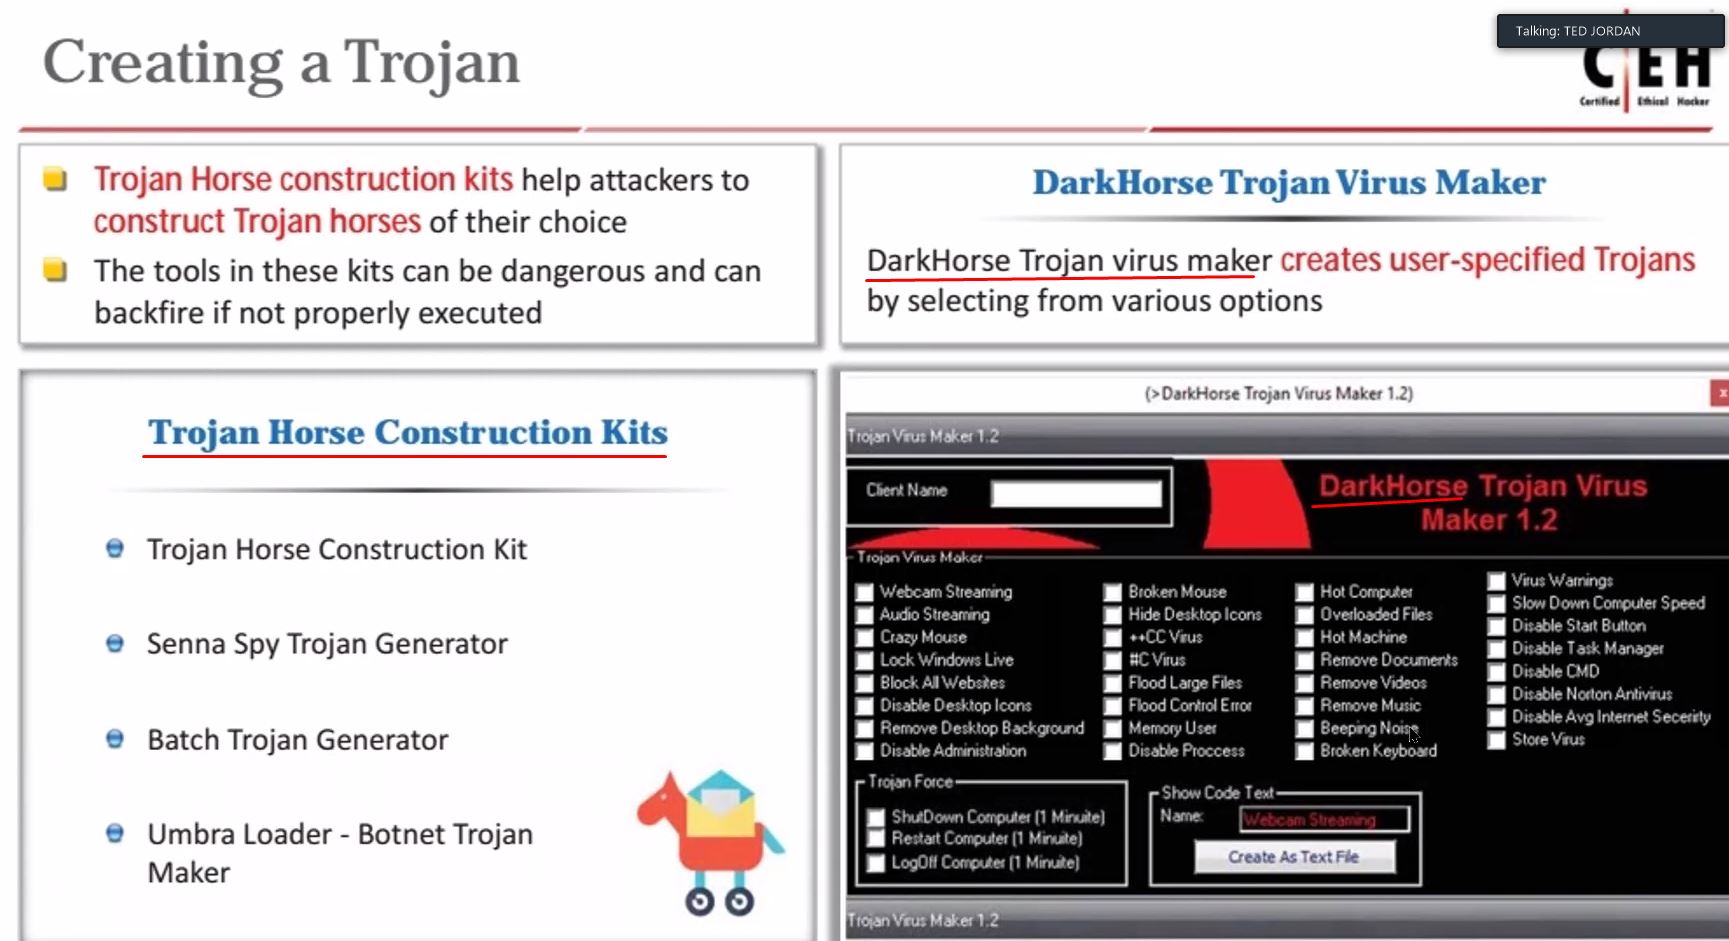 Talking: TED JORDAN
Creating a Trojan
C|EH
Certified Ethical Hacker
Trojan Horse construction kits help attackers to
construct Trojan horses of their choice
The tools in these kits can be dangerous and can
backfire if not properly executed
DarkHorse Trojan Virus Maker
DarkHorse Trojan virus maker creates user-specified Trojans
by selecting from various options
Trojan Horse Construction Kits
Trojan Horse Construction Kit
Senna Spy Trojan Generator
Batch Trojan Generator
Umbra Loader - Botnet Trojan
Maker
(>DarkHorse Trojan Virus Maker 1.2)
x
Trojan Virus Maker 1.2
Client Name
DarkHorse Trojan Virus
Maker 1.2
Trojan Virus Maker
Webcam Streaming
Audio Streaming
Crazy Mouse
Lock Windows Live
Block All Websites
Disable Desktop Icons
Remove Desktop Background
Disable Administration
Broken Mouse
Hide Desktop Icons
++CC Virus
#C Virus
Flood Large Files
Flood Control Error
Memory User
Disable Proccess
Hot Computer
Overloaded Files
Hot Machine
Remove Documents
Remove Videos
Remove Music
Beeping Noise
Broken Keyboard
Virus Warnings
Slow Down Computer Speed
Disable Start Button
Disable Task Manager
Disable CMD
Disable Norton Antivirus
Disable Avg Internet Secerirty
Store Virus
Trojan Force
ShutDown Computer (1 Minuite)
Restart Computer (1 Minuite)
LogOff Computer (1 Minuite)
Show Code Text
Name: Webcam Streaming
Create As Text File
Trojan Virus Maker 1.2